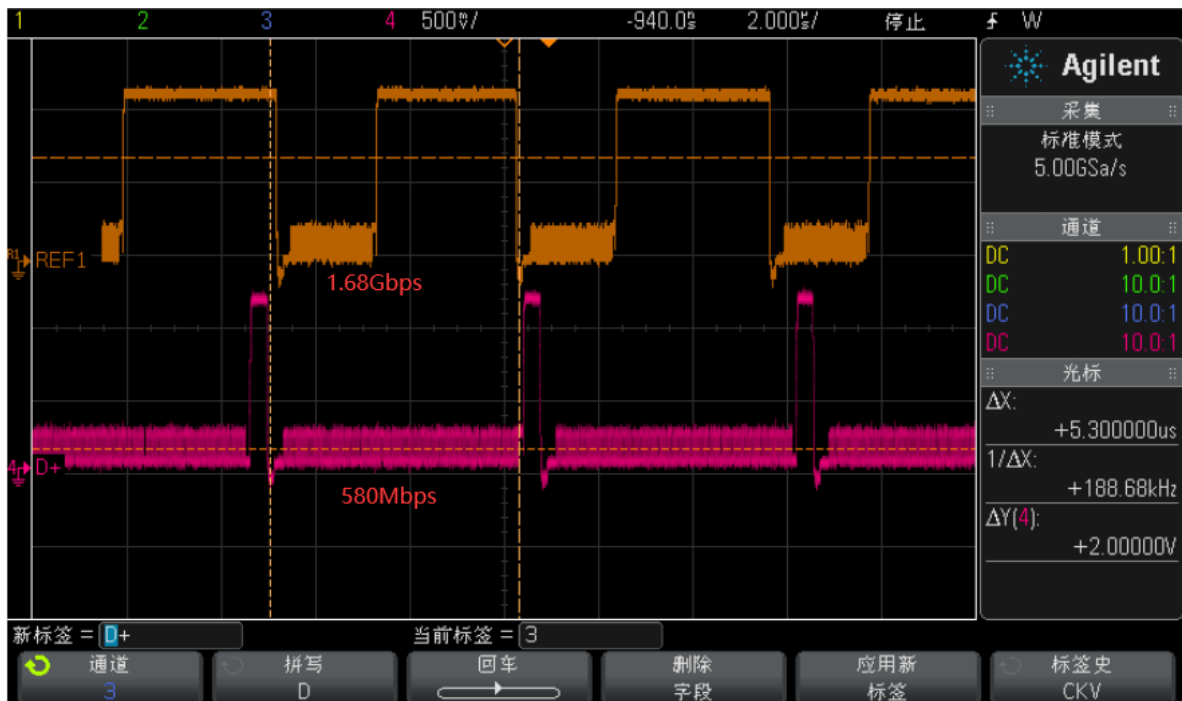 1 2 3 4 500mV/ -940.0ns 2.000us/ 停止 W
Agilent
采集
标准模式
5.00GSa/s
通道
DC 1.00:1
DC 10.0:1
DC 10.0:1
DC 10.0:1
光标
ΔX:
+5.300000us
1/ΔX:
+188.68kHz
ΔY(4):
+2.00000V
R1 REF1
1.68Gbps
4 D+
580Mbps
新标签 = D+ 当前标签 = 3
通道 拼写 回车 删除 应用新 标签史
3 D 字段 标签 CKV